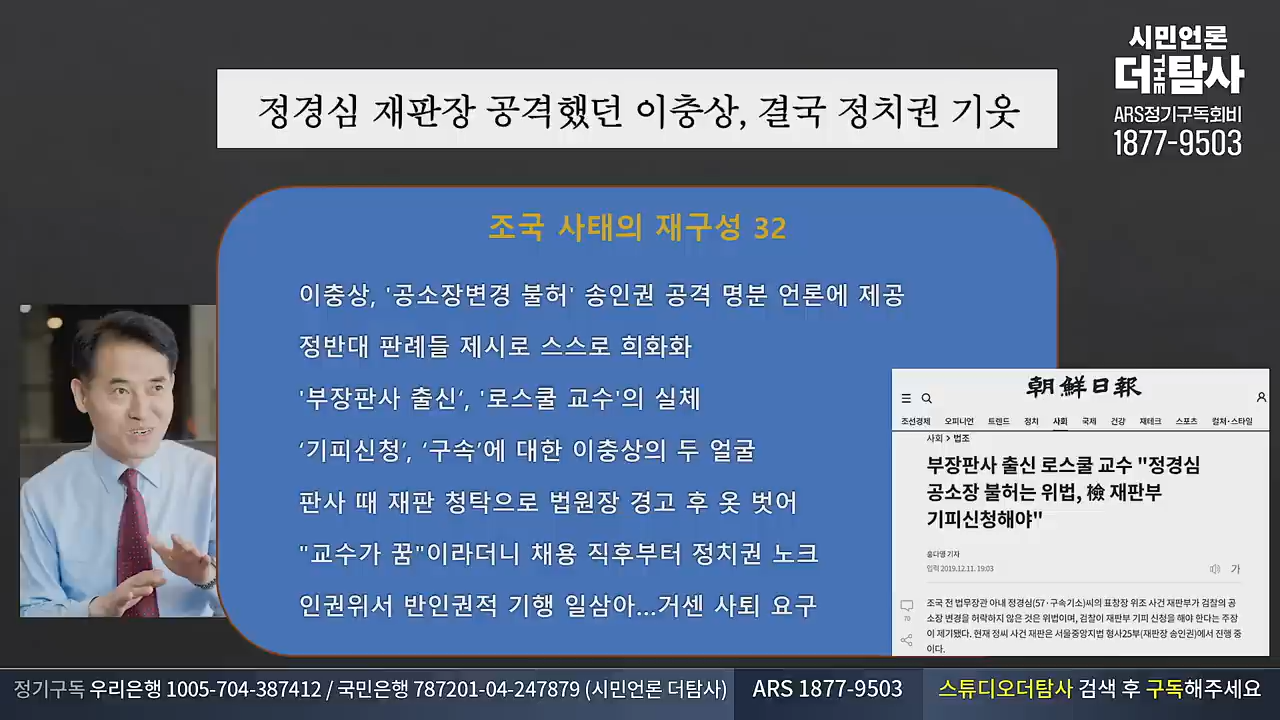 시민언론
더탐사
THE
ARS정기구독회비
1877-9503
정경심 재판장 공격했던 이충상, 결국 정치권 기웃
조국 사태의 재구성 32
이충상, '공소장변경 불허' 송인권 공격 명분 언론에 제공
정반대 판례들 제시로 스스로 희화화
'부장판사 출신’, '로스쿨 교수'의 실체
‘기피신청’, ‘구속’에 대한 이충상의 두 얼굴
판사 때 재판 청탁으로 법원장 경고 후 옷 벗어
"교수가 꿈"이라더니 채용 직후부터 정치권 노크
인권위서 반인권적 기행 일삼아...거센 사퇴 요구
朝鮮日報
조선경제 오피니언 트렌드 정치 사회 국제 건강 재테크 스포츠 컬처·스타일
사회 > 법조
부장판사 출신 로스쿨 교수 "정경심
공소장 불허는 위법, 檢 재판부
기피신청해야"
홍다영 기자
입력 2019.12.11. 19:03
가
조국 전 법무장관 아내 정경심(57·구속기소)씨의 표창장 위조 사건 재판부가 검찰의 공
소장 변경을 허락하지 않은 것은 위법이며, 검찰이 재판부 기피 신청을 해야 한다는 주장
이 제기됐다. 현재 정씨 사건 재판은 서울중앙지법 형사25부(재판장 송인권)에서 진행 중
이다.
70
정기구독 우리은행 1005-704-387412 / 국민은행 787201-04-247879 (시민언론 더탐사)
ARS 1877-9503
스튜디오더탐사 검색 후 구독해주세요